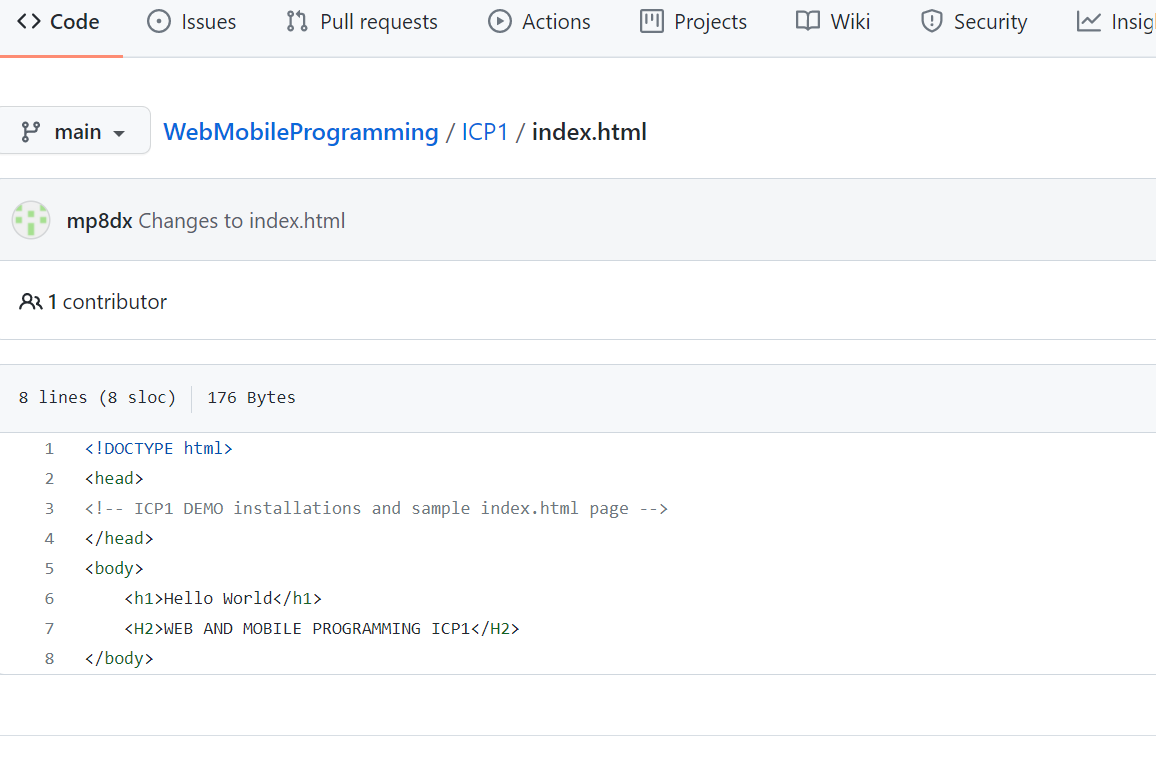 <> Code Issues Pull requests Actions Projects Wiki Security Insig
main WebMobileProgramming / ICP1 / index.html
mp8dx Changes to index.html
1 contributor
8 lines (8 sloc) 176 Bytes
1 <!DOCTYPE html>
2 <head>
3 <!-- ICP1 DEMO installations and sample index.html page -->
4 </head>
5 <body>
6     <h1>Hello World</h1>
7     <H2>WEB AND MOBILE PROGRAMMING ICP1</H2>
8 </body>